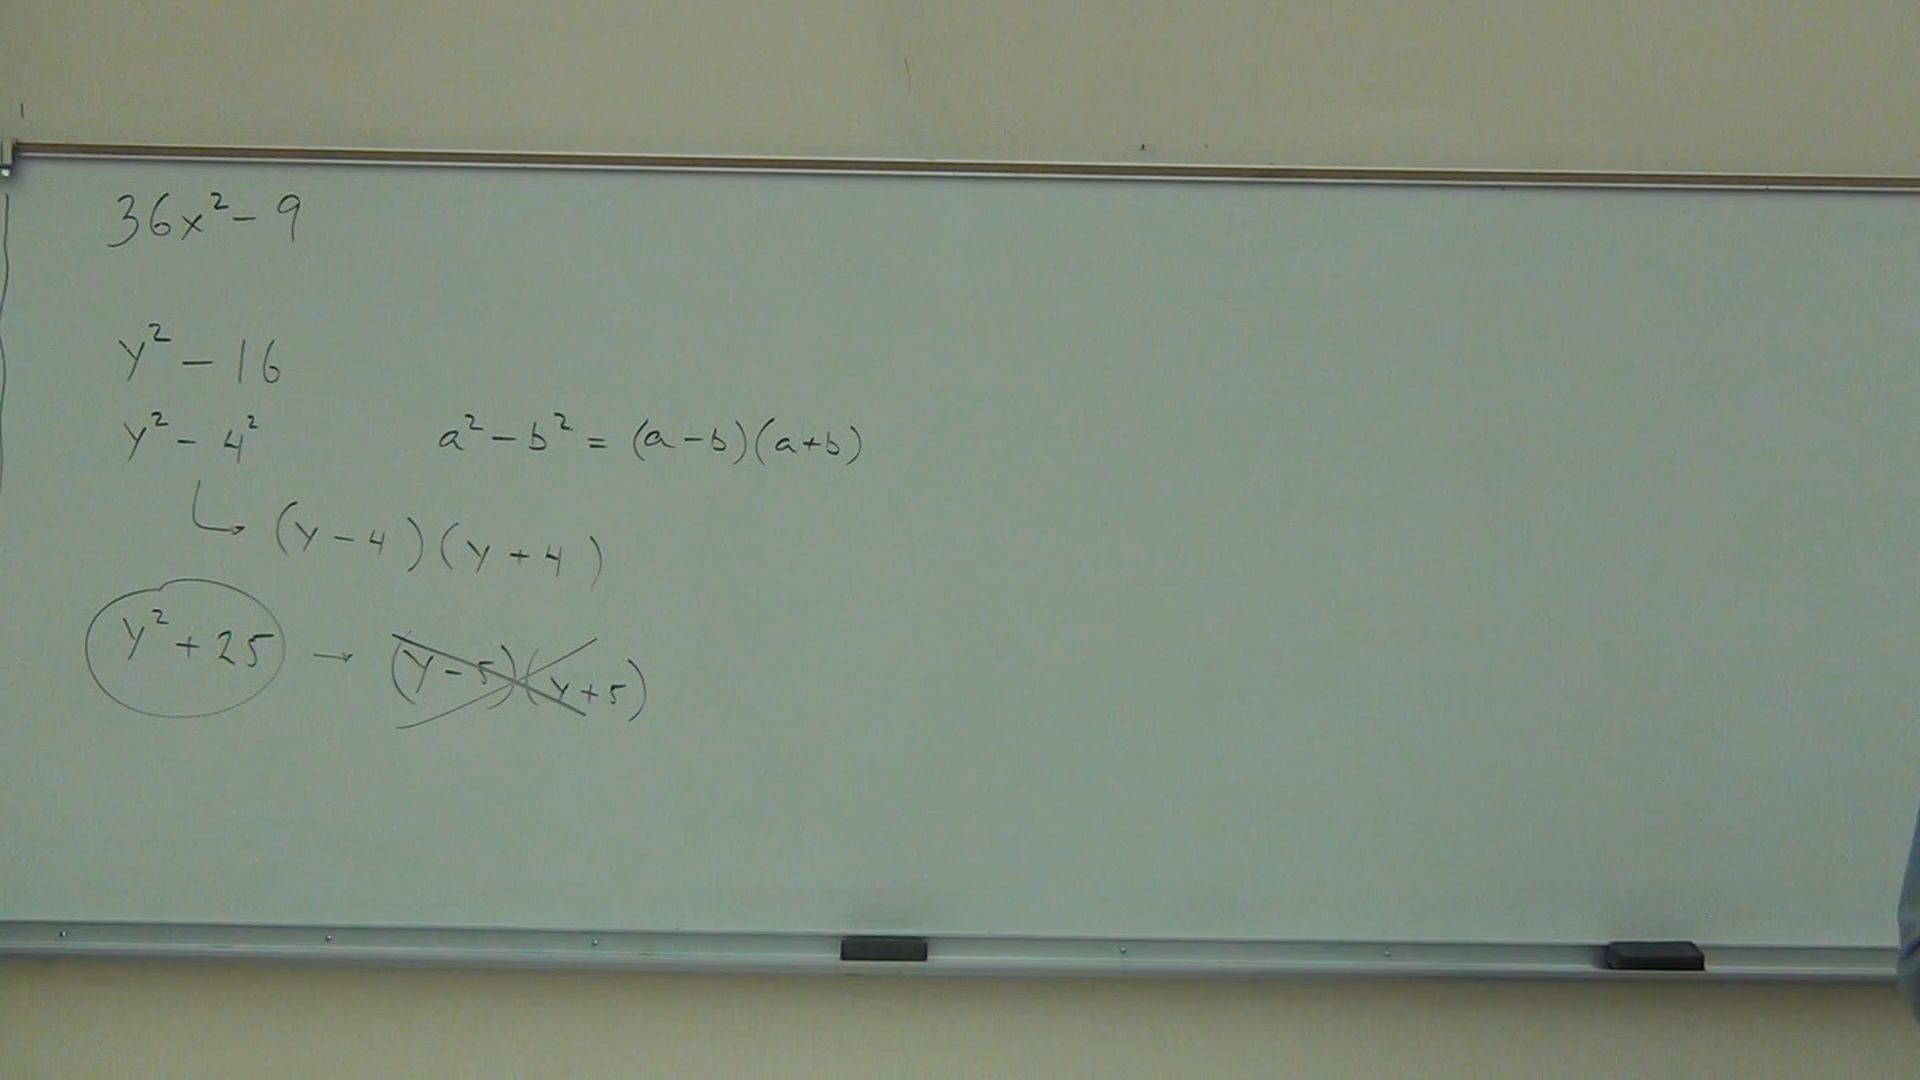 36x² - 9
y² - 16
y² - 4²
a² - b² = (a - b)(a + b)
(y - 4)(y + 4)
y² + 25 → (y - 5)(y + 5)